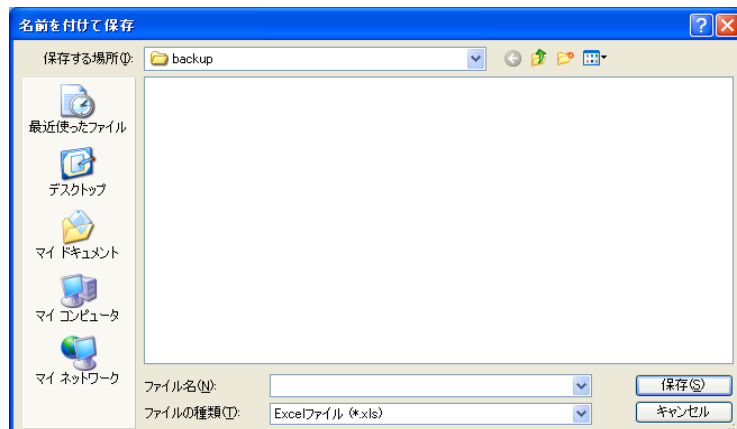 名前を付けて保存
保存する場所(I):
backup
最近使ったファイル
デスクトップ
マイ ドキュメント
マイ コンピュータ
マイ ネットワーク
ファイル名(N):
保存(S)
ファイルの種類(T):
Excelファイル (*.xls)
キャンセル